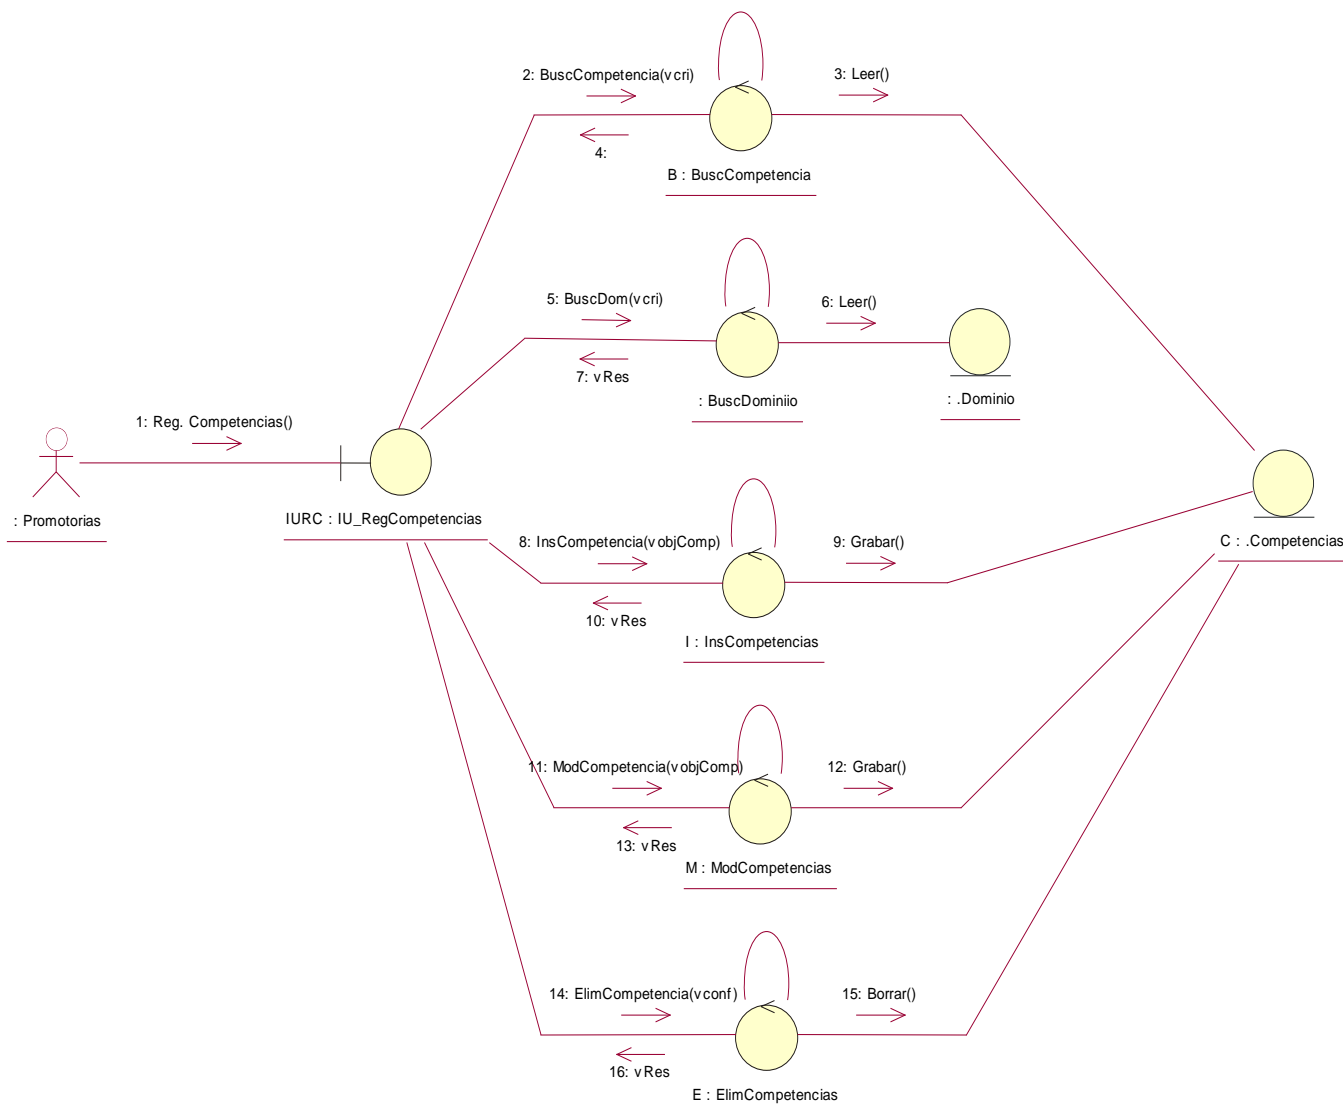 2: BuscCompetencia(vcri)
3: Leer()
4:
B : BuscCompetencia
5: BuscDom(vcri)
6: Leer()
7: vRes
: BuscDominiio
: .Dominio
1: Reg. Competencias()
: Promotorias
IURC : IU_RegCompetencias
8: InsCompetencia(vobjComp)
9: Grabar()
C : .Competencias
10: vRes
I : InsCompetencias
11: ModCompetencia(vobjComp)
12: Grabar()
13: vRes
M : ModCompetencias
14: ElimCompetencia(vconf)
15: Borrar()
16: vRes
E : ElimCompetencias